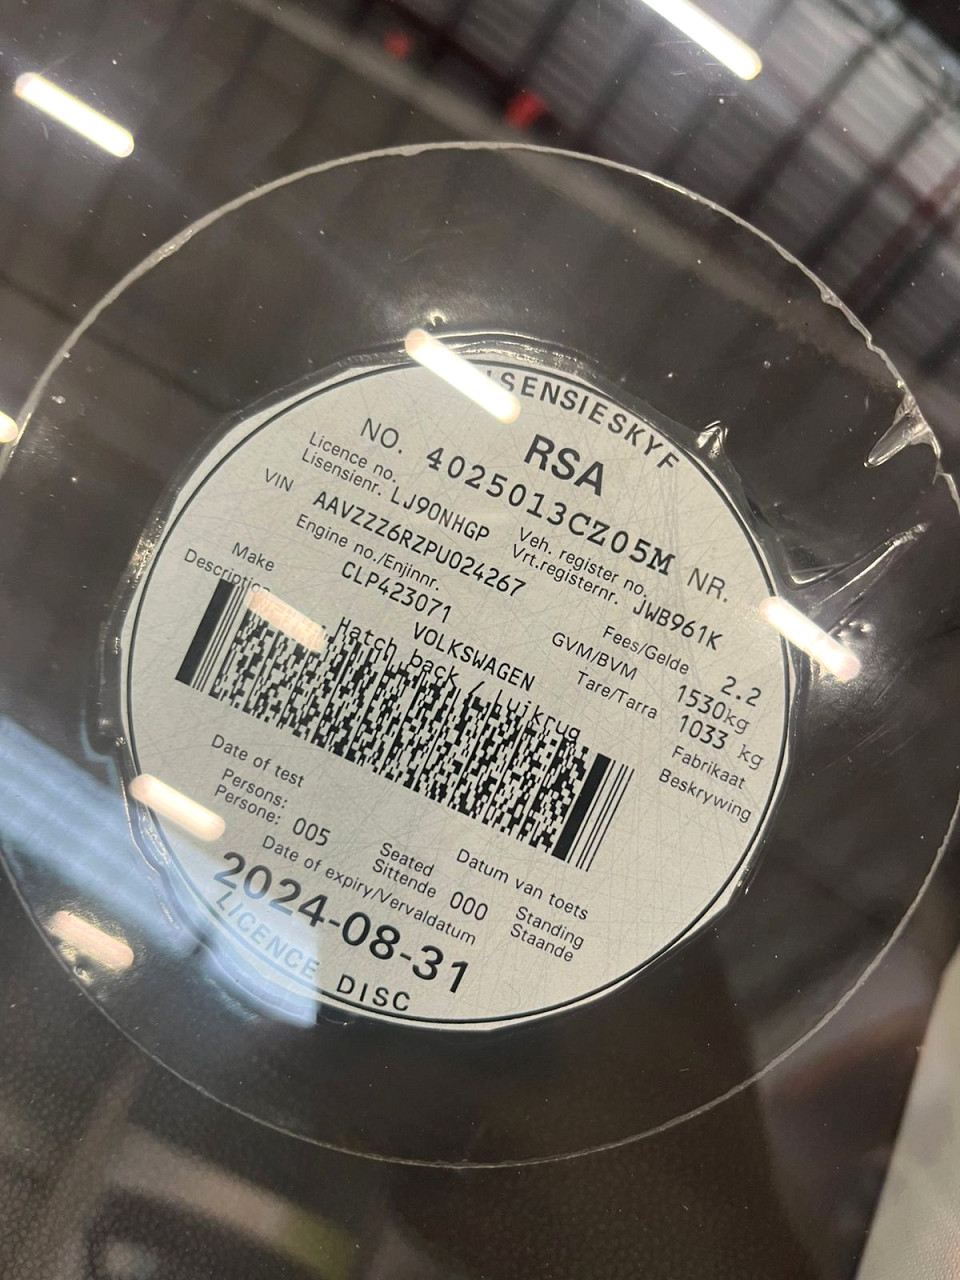 ISENSIESKYF
RSA
NO. 4025013CZ05M NR.
Licence no.
Lisensienr. LJ90NHGP
Veh. register no.
Vrt.registernr. JWB961K
VIN AAVZZZ6RZPU024267
Fees/Gelde 2.2
Engine no./Enjinnr. CLP423071
GVM/BVM 1530kg
Tare/Tarra 1033 kg
Make VOLKSWAGEN Fabrikaat
Description Hatch back / Luikrug Beskrywing
Date of test Datum van toets
Persons:
Persone: 005
Seated
Sittende 000
Standing
Staande
Date of expiry/Vervaldatum
2024-08-31
LICENCE DISC